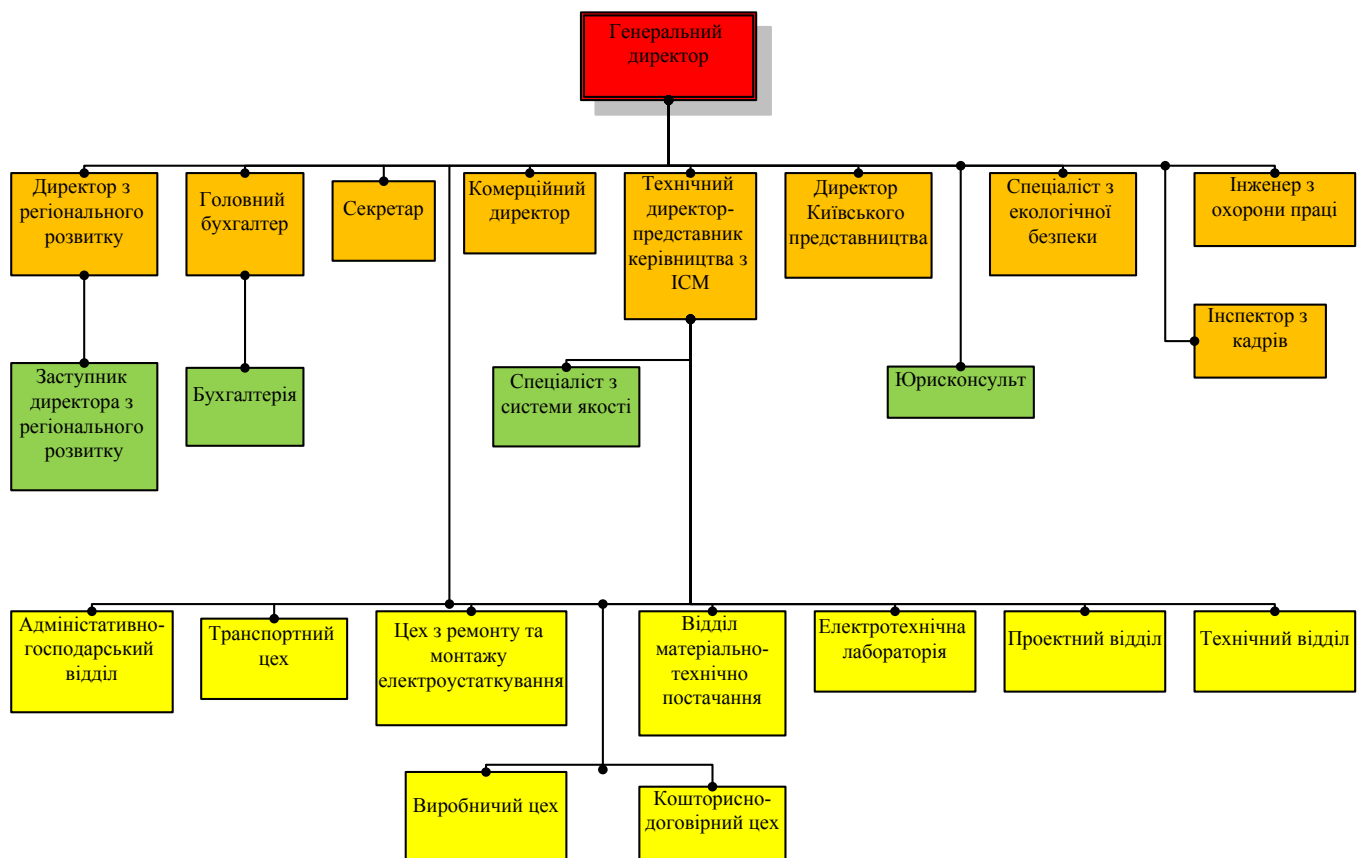 Генеральний
директор
Директор з
регіонального
розвитку
Головний
бухгалтер
Секретар
Комерційний
директор
Технічний
директор-
представник
керівництва з
ІСМ
Директор
Київського
представництва
Спеціаліст з
екологічної
безпеки
Інженер з
охорони праці
Інспектор з
кадрів
Заступник
директора з
регіонального
розвитку
Бухгалтерія
Спеціаліст з
системи якості
Юрисконсульт
Адмністативно-
господарський
відділ
Транспортний
цех
Цех з ремонту та
монтажу
електроустаткування
Відділ
матеріально-
технічно
постачання
Електротехнічна
лабораторія
Проектний відділ
Технічний відділ
Виробничий цех
Кошторисно-
договірний цех